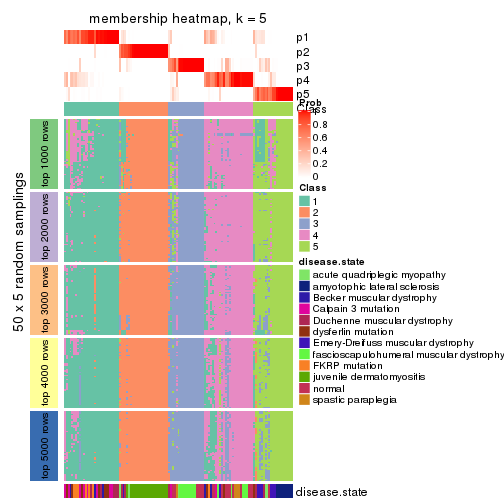 membership heatmap, k = 5
p1
p2
p3
p4
p5
Class
Prob
0.8
0.6
0.4
0.2
0
Class
1
2
3
4
5
disease.state
acute quadriplegic myopathy
amyotophic lateral sclerosis
Becker muscular dystrophy
Calpain 3 mutation
Duchenne muscular dystrophy
dysferlin mutation
Emery-Dreifuss muscular dystrophy
fascioscapulohumeral muscular dystrophy
FKRP mutation
juvenile dermatomyositis
normal
spastic paraplegia
50 x 5 random samplings
top 1000 rows
top 2000 rows
top 3000 rows
top 4000 rows
top 5000 rows
disease.state